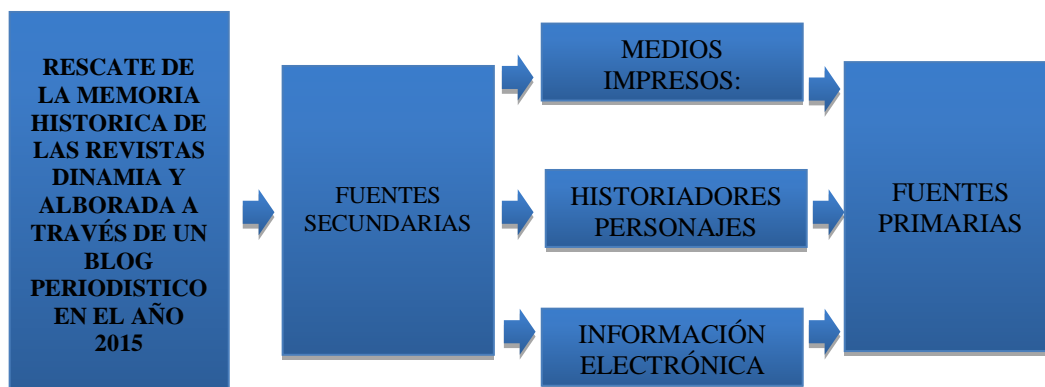 RESCATE DE
LA MEMORIA
HISTORICA DE
LAS REVISTAS
DINAMIA Y
ALBORADA A
TRAVÉS DE UN
BLOG
PERIODISTICO
EN EL AÑO
2015
FUENTES
SECUNDARIAS
MEDIOS
IMPRESOS:
HISTORIADORES
PERSONAJES
INFORMACIÓN
ELECTRÓNICA
FUENTES
PRIMARIAS